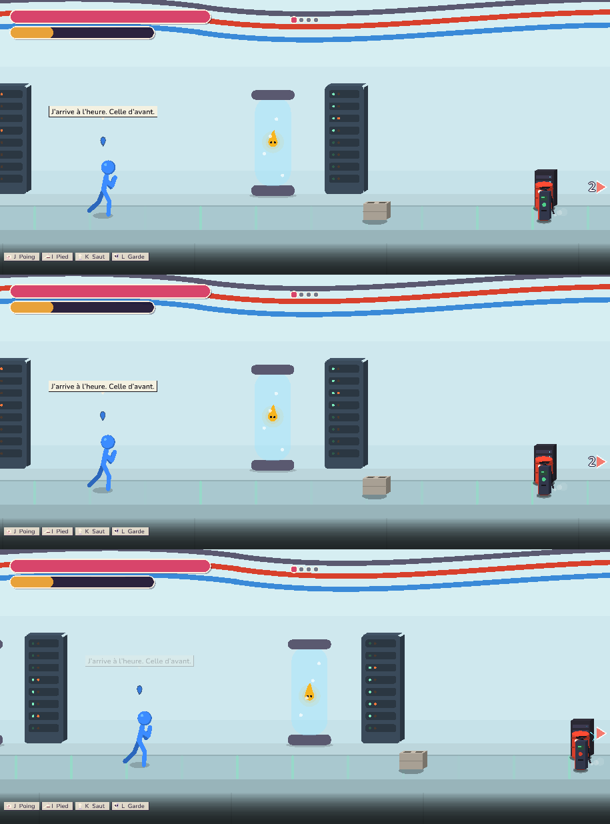 J'arrive à l'heure. Celle d'avant.
2
J Poing
I Pied
K Saut
L Garde
J'arrive à l'heure. Celle d'avant.
2
J Poing
I Pied
K Saut
L Garde
J'arrive à l'heure. Celle d'avant.
J Poing
I Pied
K Saut
L Garde